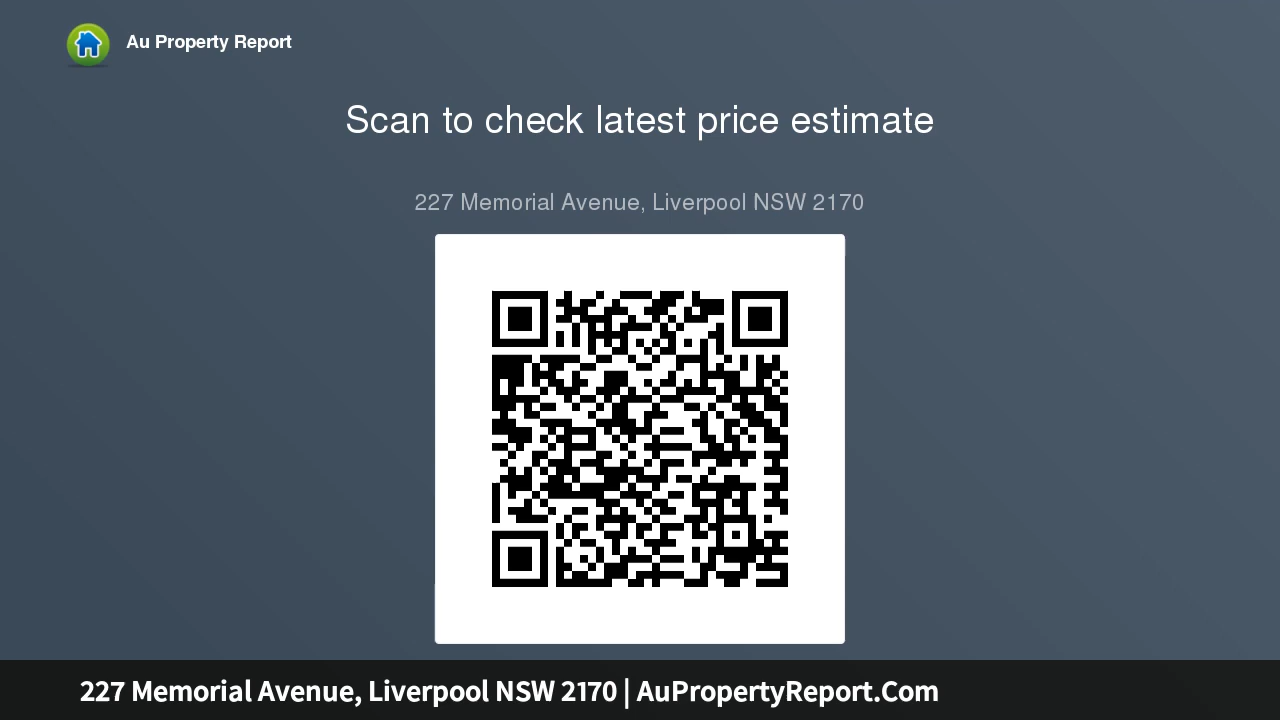 Au Property Report
Scan to check latest price estimate
227 Memorial Avenue, Liverpool NSW 2170
227 Memorial Avenue, Liverpool NSW 2170 | AuPropertyReport.Com